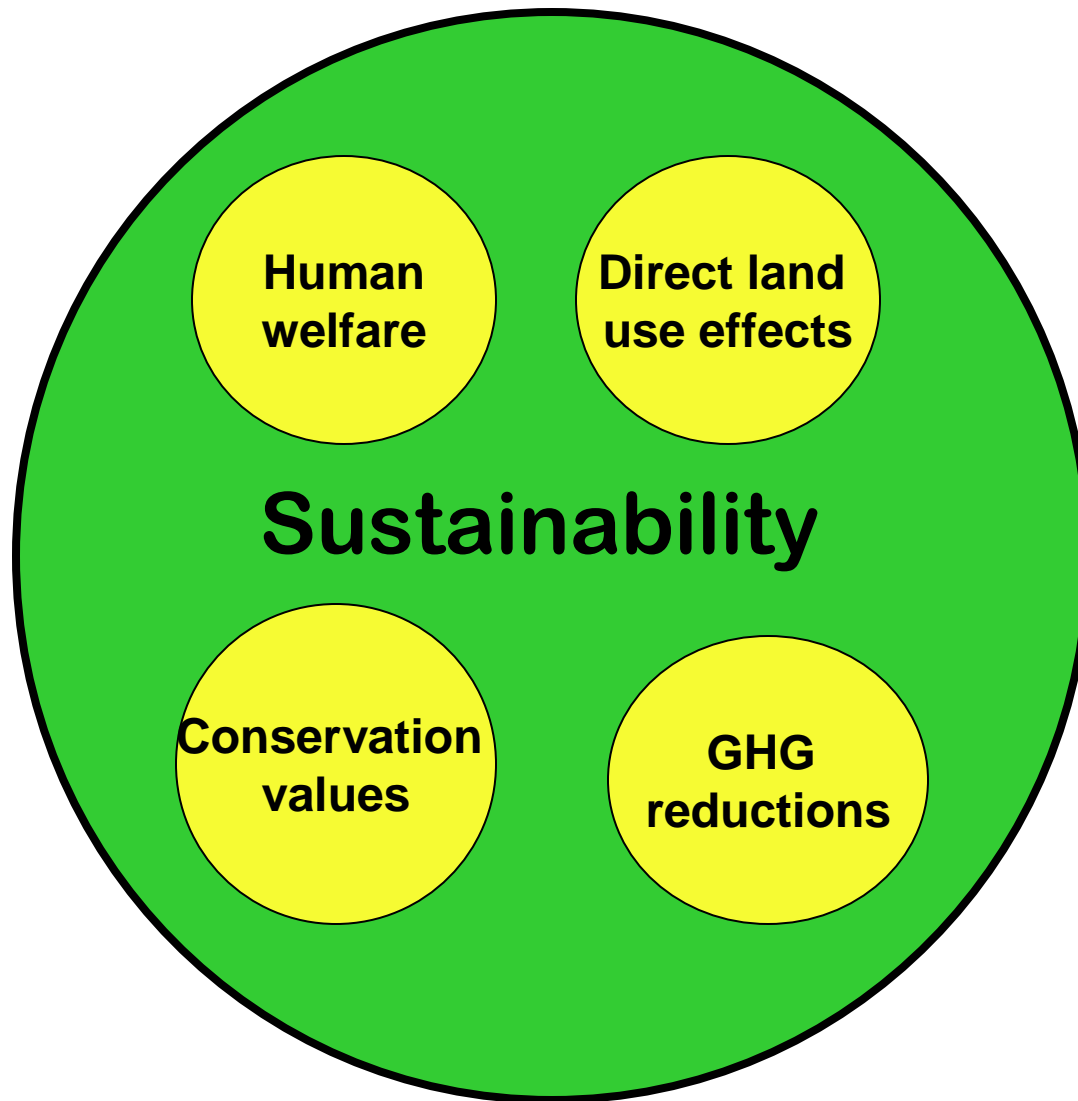 Human
welfare
Direct land
use effects
Sustainability
Conservation
values
GHG
reductions